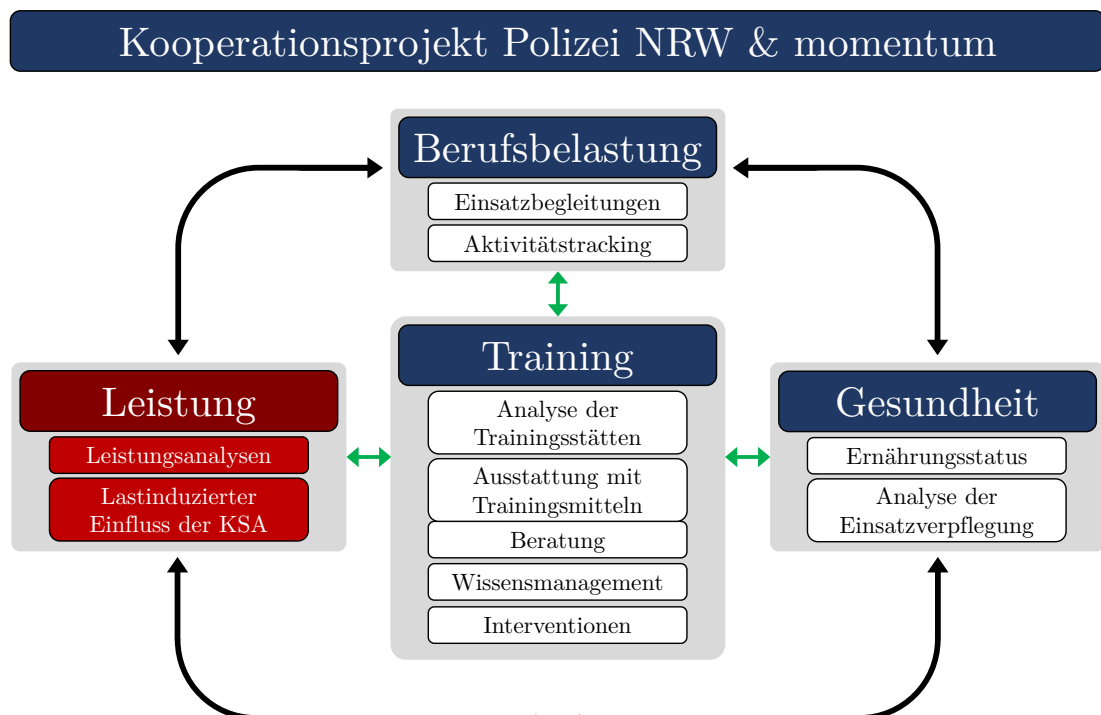 Kooperationsprojekt Polizei NRW & momentum
Berufsbelastung
Einsatzbegleitungen
Aktivitätstracking
Leistung
Leistungsanalysen
Lastinduzierter
Einfluss der KSA
Training
Analyse der
Trainingsstätten
Ausstattung mit
Trainingsmitteln
Beratung
Wissensmanagement
Interventionen
Gesundheit
Ernährungsstatus
Analyse der
Einsatzverpflegung